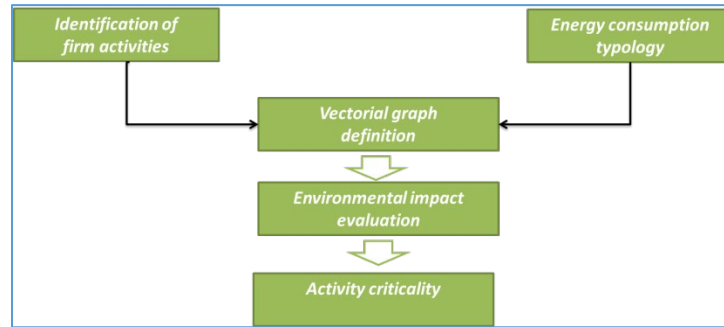 Identification of
firm activities
Energy consumption
typology
Vectorial graph
definition
Environmental impact
evaluation
Activity criticality